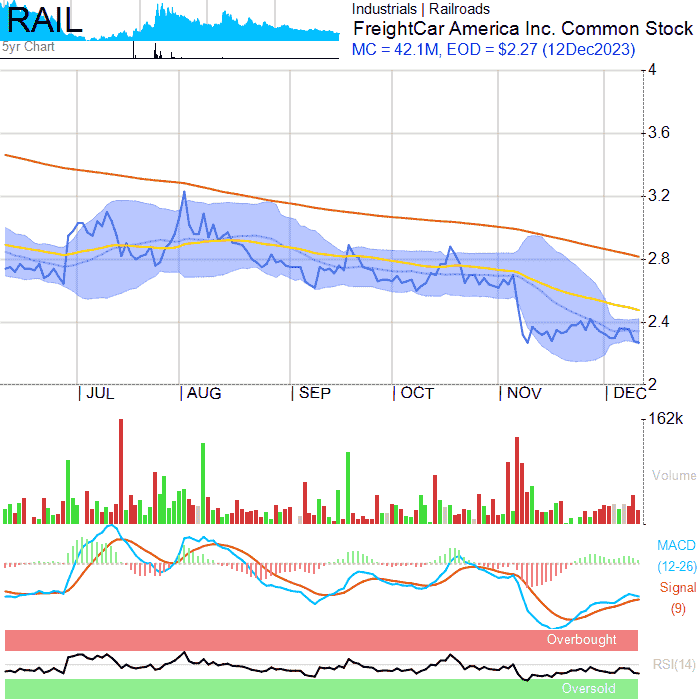 RAIL
5yr Chart
Industrials | Railroads
FreightCar America Inc. Common Stock
MC = 42.1M, EOD = $2.27 (12Dec2023)
4
3.6
3.2
2.8
2.4
2
JUL AUG SEP OCT NOV DEC
162k
Volume
MACD
(12-26)
Signal
(9)
Overbought
RSI(14)
Oversold